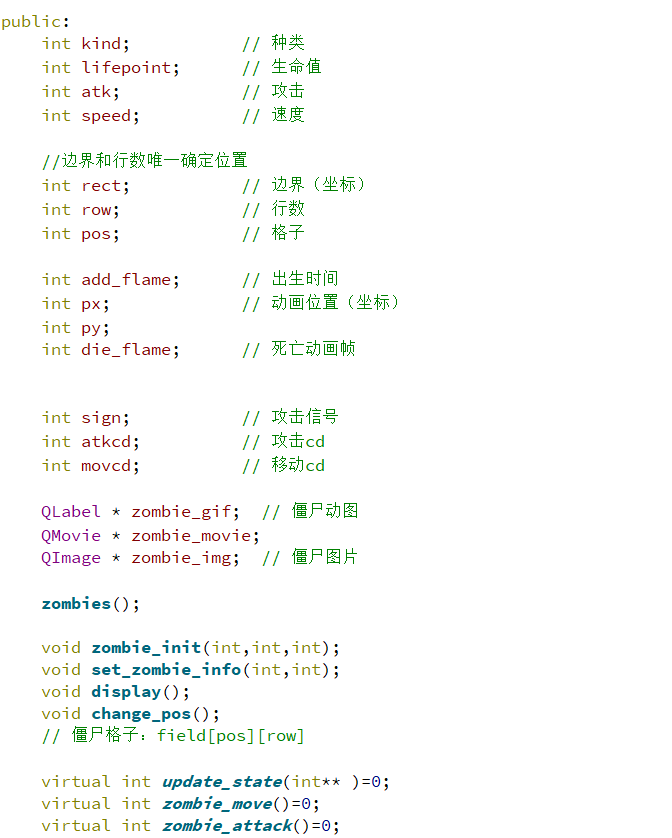 public:
    int kind;           // 种类
    int lifepoint;      // 生命值
    int atk;            // 攻击
    int speed;          // 速度
    //边界和行数唯一确定位置
    int rect;           // 边界（坐标）
    int row;            // 行数
    int pos;            // 格子
    int add_flame;      // 出生时间
    int px;             // 动画位置（坐标）
    int py;
    int die_flame;      // 死亡动画帧
    int sign;           // 攻击信号
    int atkcd;          // 攻击cd
    int movcd;          // 移动cd
    QLabel * zombie_gif;  // 僵尸动图
    QMovie * zombie_movie;
    QImage * zombie_img;  // 僵尸图片
    zombies();
    void zombie_init(int,int,int);
    void set_zombie_info(int,int);
    void display();
    void change_pos();
    // 僵尸格子：field[pos][row]
    virtual int update_state(int** )=0;
    virtual int zombie_move()=0;
    virtual int zombie_attack()=0;